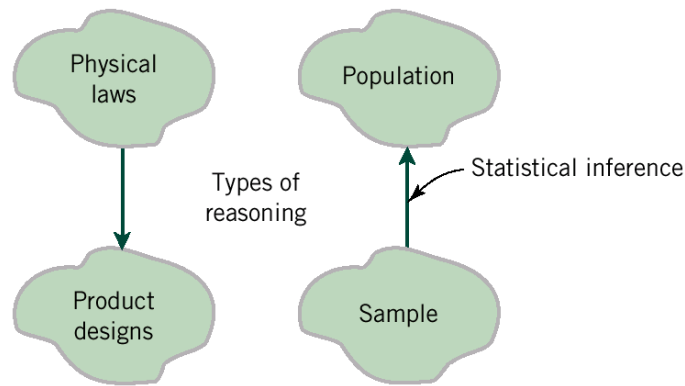 Physical
laws
Population
Types of
reasoning
Statistical inference
Product
designs
Sample